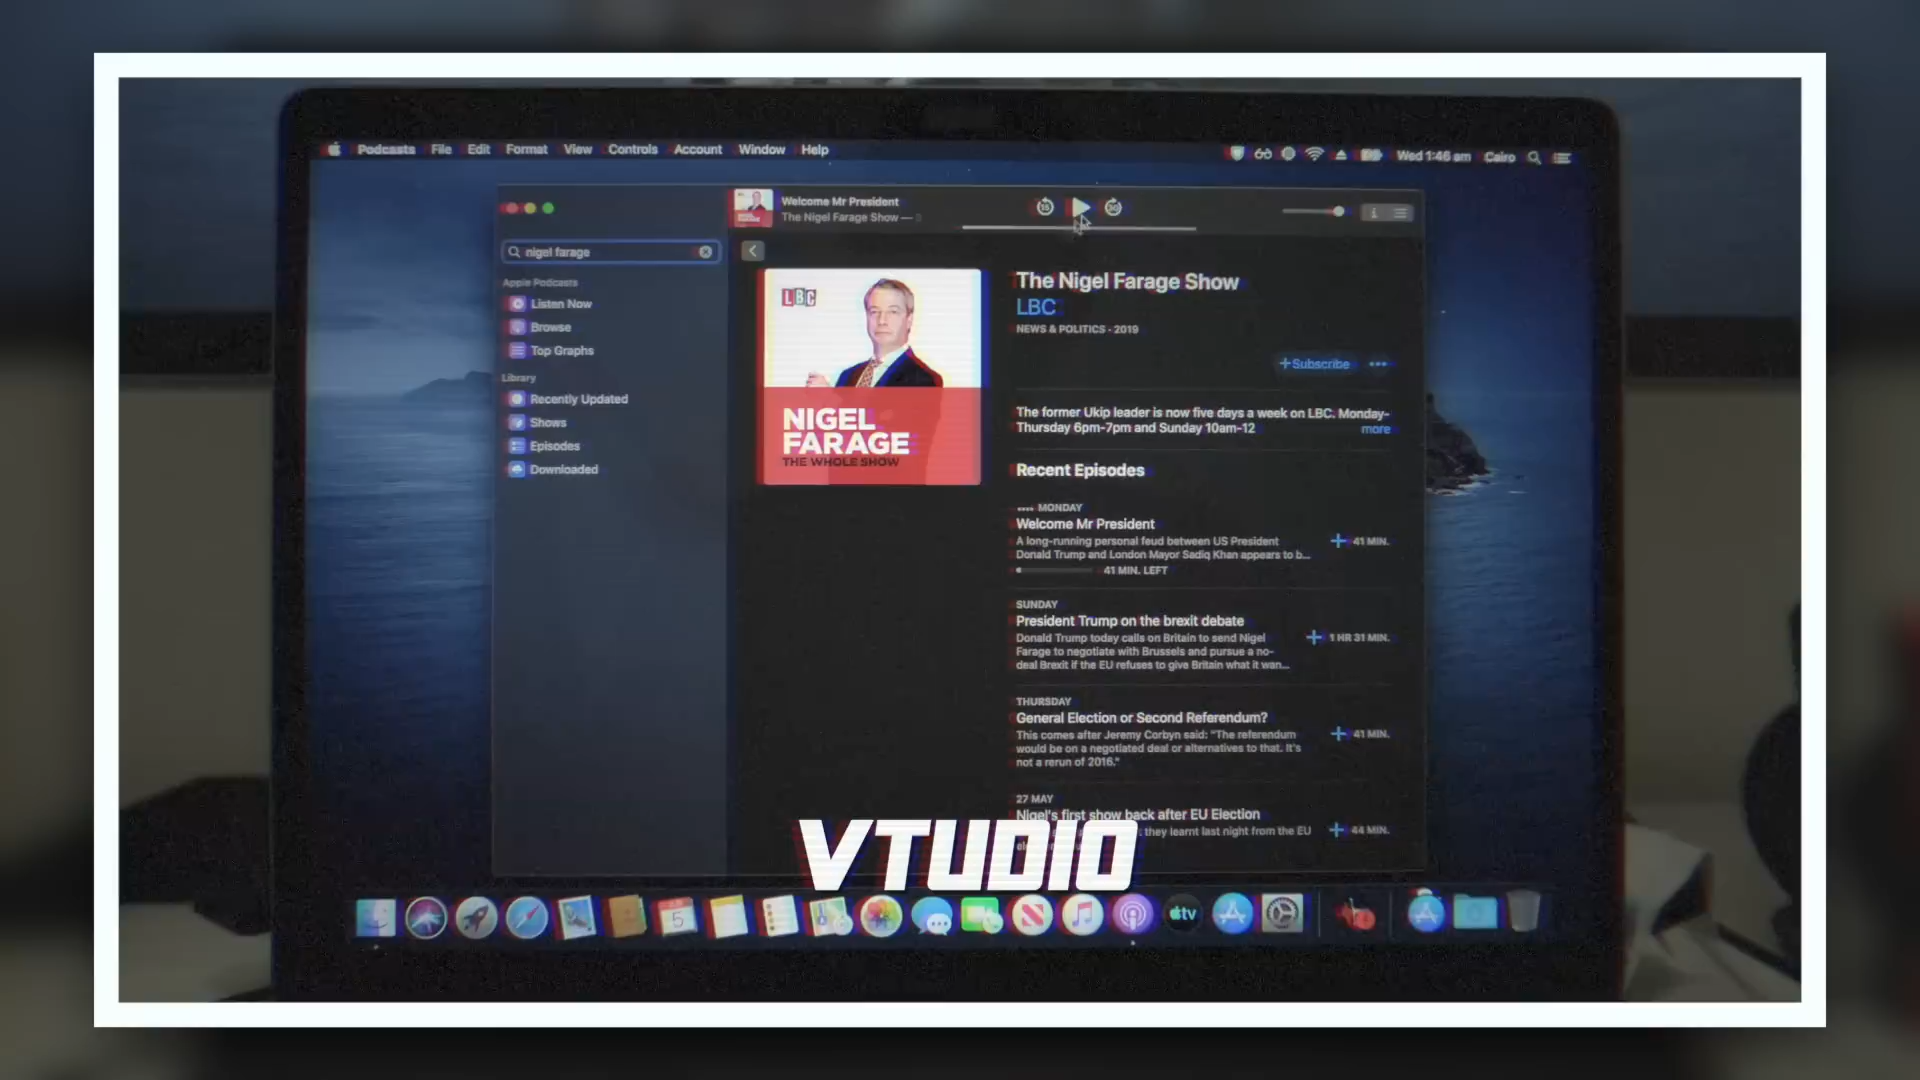 Podcasts File Edit Format View Controls Account Window Help
Wed 1:46 am Cairo
Welcome Mr President
The Nigel Farage Show —
15
30
nigel farage
Apple Podcasts
Listen Now
Browse
Top Graphs
Library
Recently Updated
Shows
Episodes
Downloaded
LBC
NIGEL
FARAGE
THE WHOLE SHOW
The Nigel Farage Show
LBC
NEWS & POLITICS - 2019
+Subscribe
The former Ukip leader is now five days a week on LBC. Monday-
Thursday 6pm-7pm and Sunday 10am-12
more
Recent Episodes
MONDAY
Welcome Mr President
A long-running personal feud between US President
Donald Trump and London Mayor Sadiq Khan appears to b...
41 MIN.
41 MIN. LEFT
SUNDAY
President Trump on the brexit debate
Donald Trump today calls on Britain to send Nigel
Farage to negotiate with Brussels and pursue a no-
deal Brexit if the EU refuses to give Britain what it wan...
1 HR 31 MIN.
THURSDAY
General Election or Second Referendum?
This comes after Jeremy Corbyn said: "The referendum
would be on a negotiated deal or alternatives to that. It's
not a rerun of 2016."
41 MIN.
27 MAY
Nigel's first show back after EU Election
they learnt last night from the EU
44 MIN.
VTUDIO
5
tv